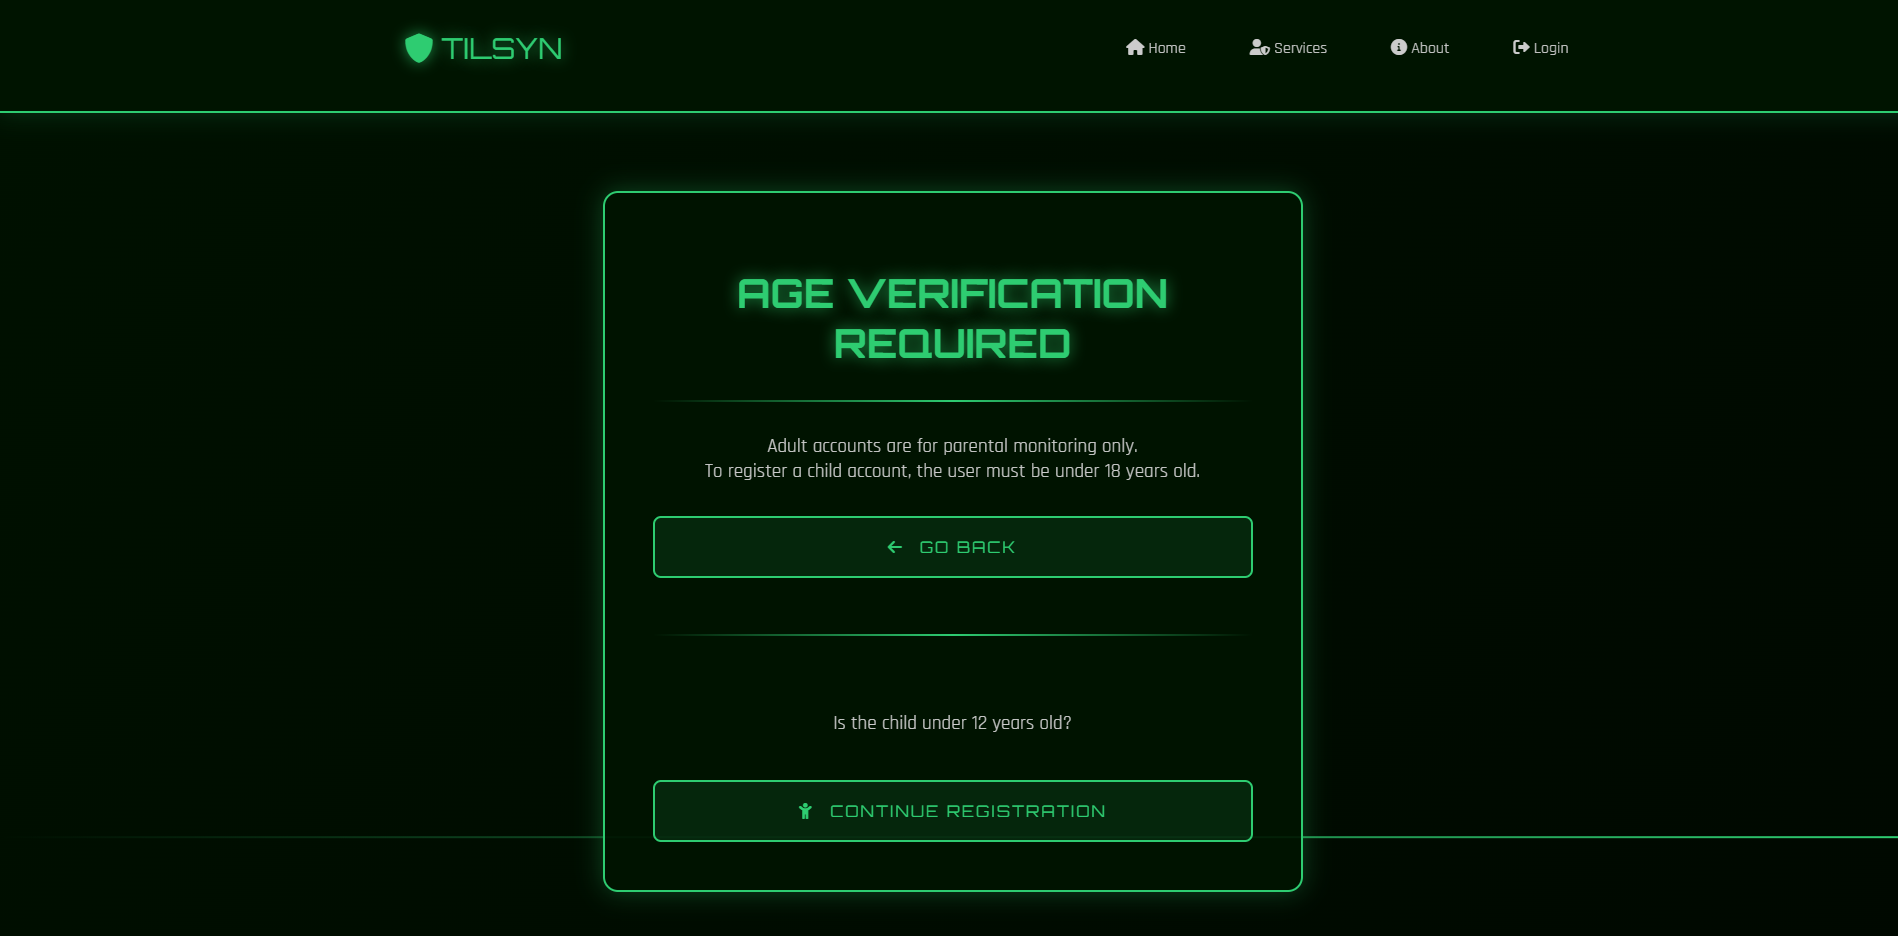 TILSYN
Home Services About Login
AGE VERIFICATION
REQUIRED
Adult accounts are for parental monitoring only.
To register a child account, the user must be under 18 years old.
GO BACK
Is the child under 12 years old?
CONTINUE REGISTRATION